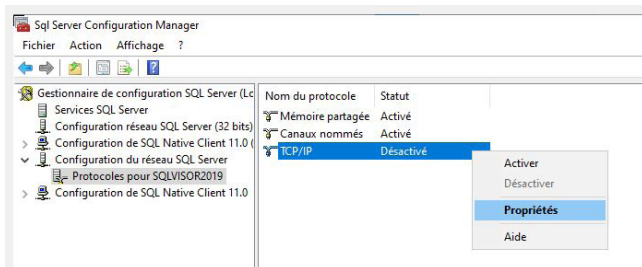 Sql Server Configuration Manager
Fichier Action Affichage ?
Gestionnaire de configuration SQL Server (Lc
Services SQL Server
Configuration réseau SQL Server (32 bits)
Configuration de SQL Native Client 11.0 (
Configuration du réseau SQL Server
Protocoles pour SQLVISOR2019
Configuration de SQL Native Client 11.0
Nom du protocole Statut
Mémoire partagée Activé
Canaux nommés Activé
TCP/IP Désactivé
Activer
Désactiver
Propriétés
Aide